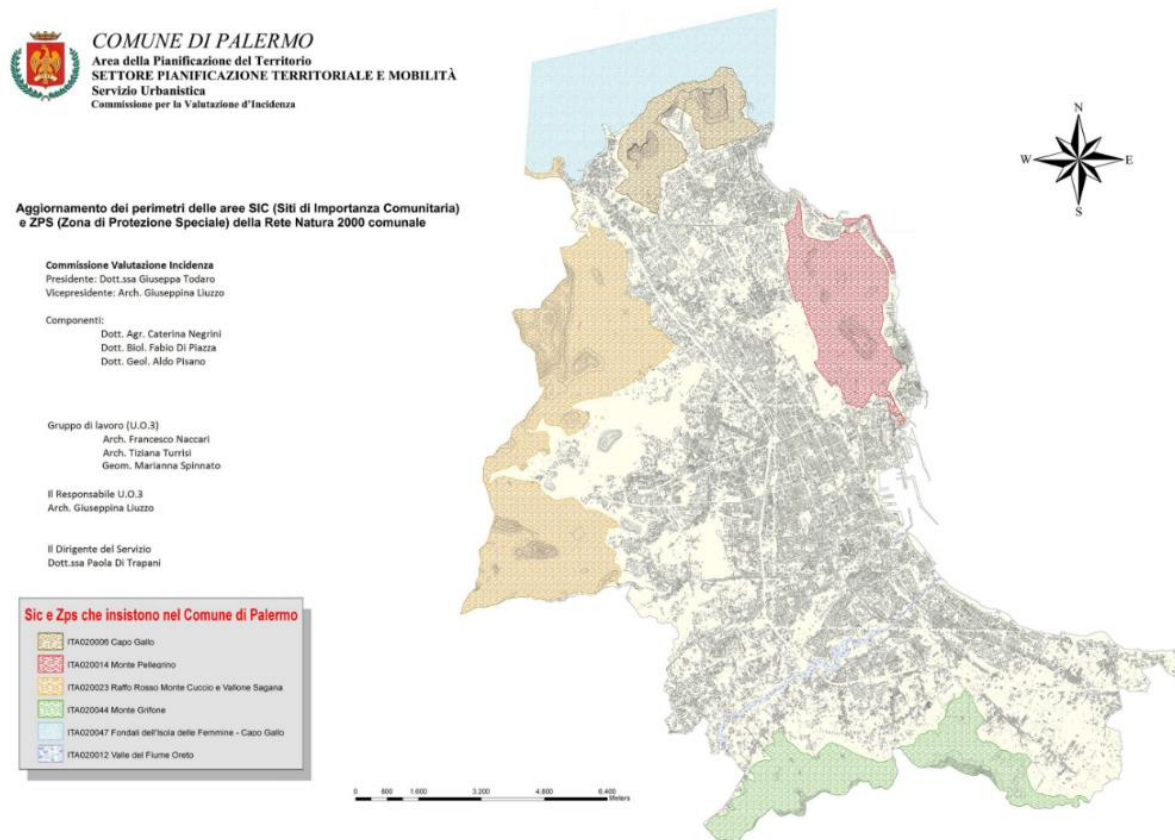 COMUNE DI PALERMO
Area della Pianificazione del Territorio
SETTORE PIANIFICAZIONE TERRITORIALE E MOBILITÀ
Servizio Urbanistica
Commissione per la Valutazione d'Incidenza
N
W
E
S
Aggiornamento dei perimetri delle aree SIC (Siti di Importanza Comunitaria)
e ZPS (Zona di Protezione Speciale) della Rete Natura 2000 comunale
Commissione Valutazione Incidenza
Presidente: Dott.ssa Giuseppa Todaro
Vicepresidente: Arch. Giuseppina Liuzzo
Componenti:
Dott. Agr. Caterina Negrini
Dott. Biol. Fabio Di Piazza
Dott. Geol. Aldo Pisano
Gruppo di lavoro (U.O.3)
Arch. Francesco Naccari
Arch. Tiziana Turrisi
Geom. Marianna Spinnato
Il Responsabile U.O.3
Arch. Giuseppina Liuzzo
Il Dirigente del Servizio
Dott.ssa Paola Di Trapani
Sic e Zps che insistono nel Comune di Palermo
ITA020006 Capo Gallo
ITA020014 Monte Pellegrino
ITA020023 Raffo Rosso Monte Cuccio e Vallone Sagana
ITA020044 Monte Grifone
ITA020047 Fondali dell'Isola delle Femmine - Capo Gallo
ITA020012 Valle del Fiume Oreto
0 800 1.600 3.200 4.800 6.400
Meters